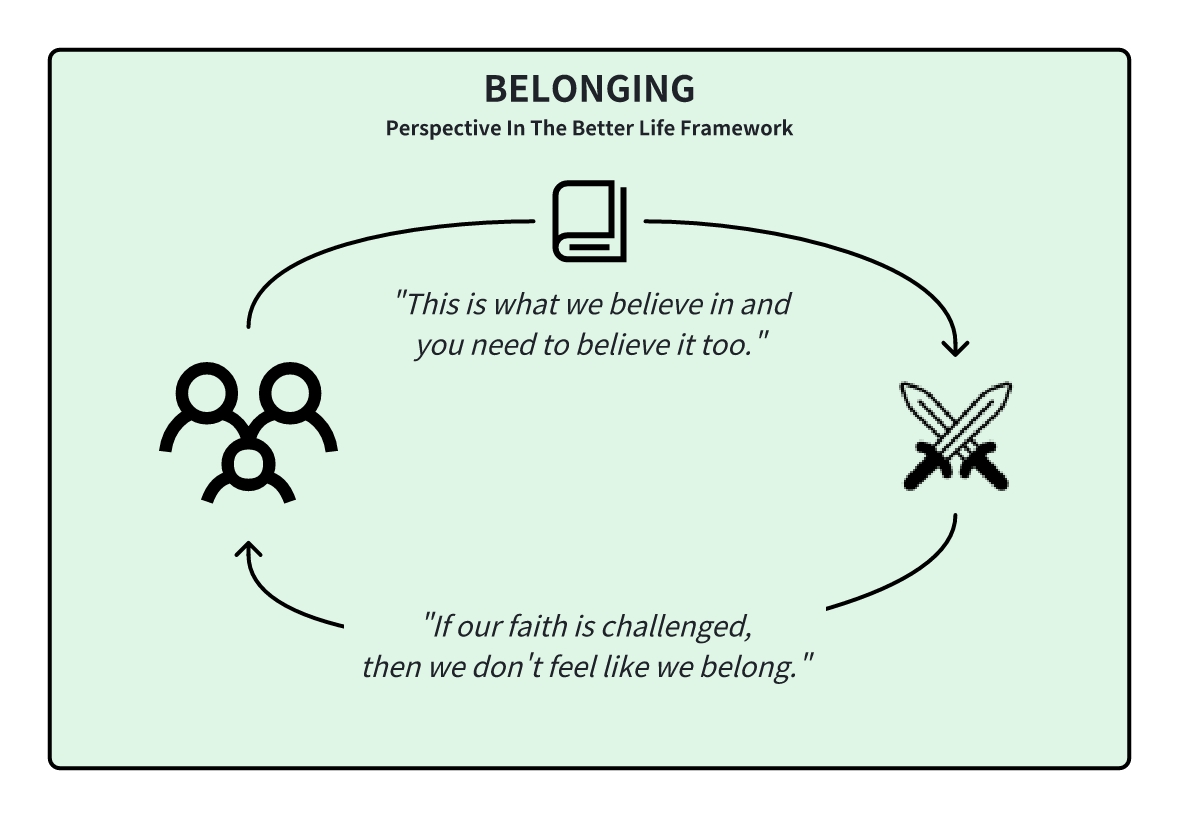 BELONGING
Perspective In The Better Life Framework
"This is what we believe in and
you need to believe it too."
"If our faith is challenged,
then we don't feel like we belong."